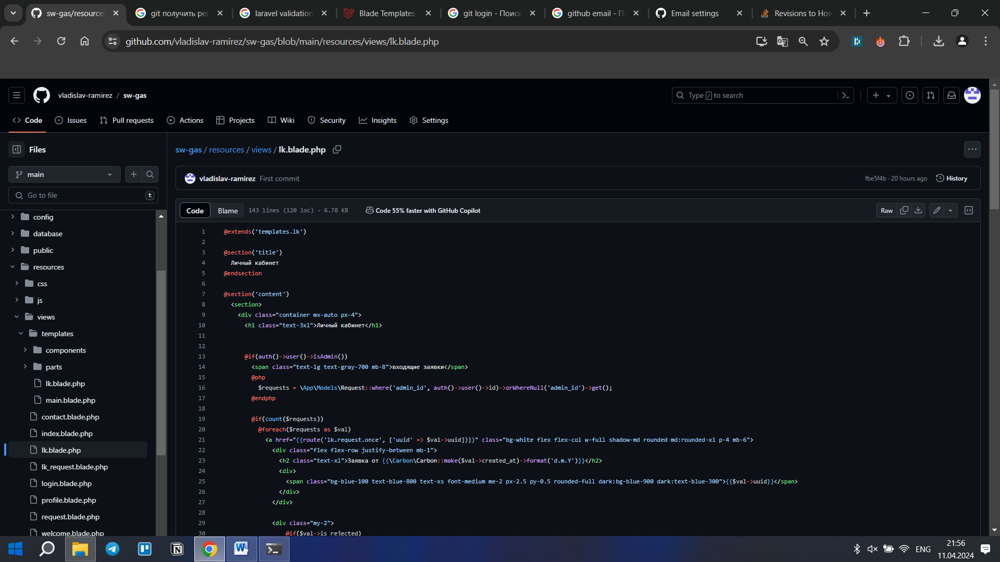 sw-gas/resources
git получить реп
laravel validation
Blade Templates
git login - Поиск
github email - П
Email settings
Revisions to How
github.com/vladislav-ramirez/sw-gas/blob/main/resources/views/lk.blade.php
vladislav-ramirez / sw-gas
Type / to search
Code
Issues
Pull requests
Actions
Projects
Wiki
Security
Insights
Settings
Files
main
Go to file
t
config
database
public
resources
css
js
views
templates
components
parts
lk.blade.php
main.blade.php
contact.blade.php
index.blade.php
lk.blade.php
lk_request.blade.php
login.blade.php
profile.blade.php
request.blade.php
welcome.blade.php
sw-gas / resources / views / lk.blade.php
vladislav-ramirez First commit
fbe5f4b · 20 hours ago
History
Code
Blame
143 lines (120 loc) · 6.78 KB
Code 55% faster with GitHub Copilot
Raw
1 @extends('templates.lk')
2
3 @section('title')
4 Личный кабинет
5 @endsection
6
7 @section('content')
8 <section>
9 <div class="container mx-auto px-4">
10 <h1 class="text-3xl">Личный кабинет</h1>
11
12
13 @if(auth()->user()->isAdmin())
14 <span class="text-lg text-gray-700 mb-8">входящие заявки</span>
15 @php
16 $requests = \App\Models\Request::where('admin_id', auth()->user()->id)->orWhereNull('admin_id')->get();
17 @endphp
18
19 @if(count($requests))
20 @foreach($requests as $val)
21 <a href="{{route('lk.request.once', ['uuid' => $val->uuid])}}" class="bg-white flex flex-col w-full shadow-md rounded md:rounded-xl p-4 mb-6">
22 <div class="flex flex-row justify-between mb-1">
23 <h2 class="text-xl">Заявка от {{\Carbon\Carbon::make($val->created_at)->format('d.m.Y')}}</h2>
24 <div>
25 <span class="bg-blue-100 text-blue-800 text-xs font-medium me-2 px-2.5 py-0.5 rounded-full dark:bg-blue-900 dark:text-blue-300">{{$val->uuid}}</span>
26 </div>
27 </div>
28
29 <div class="my-2">
30 @if($val->is_rejected)
ENG
21:56
11.04.2024